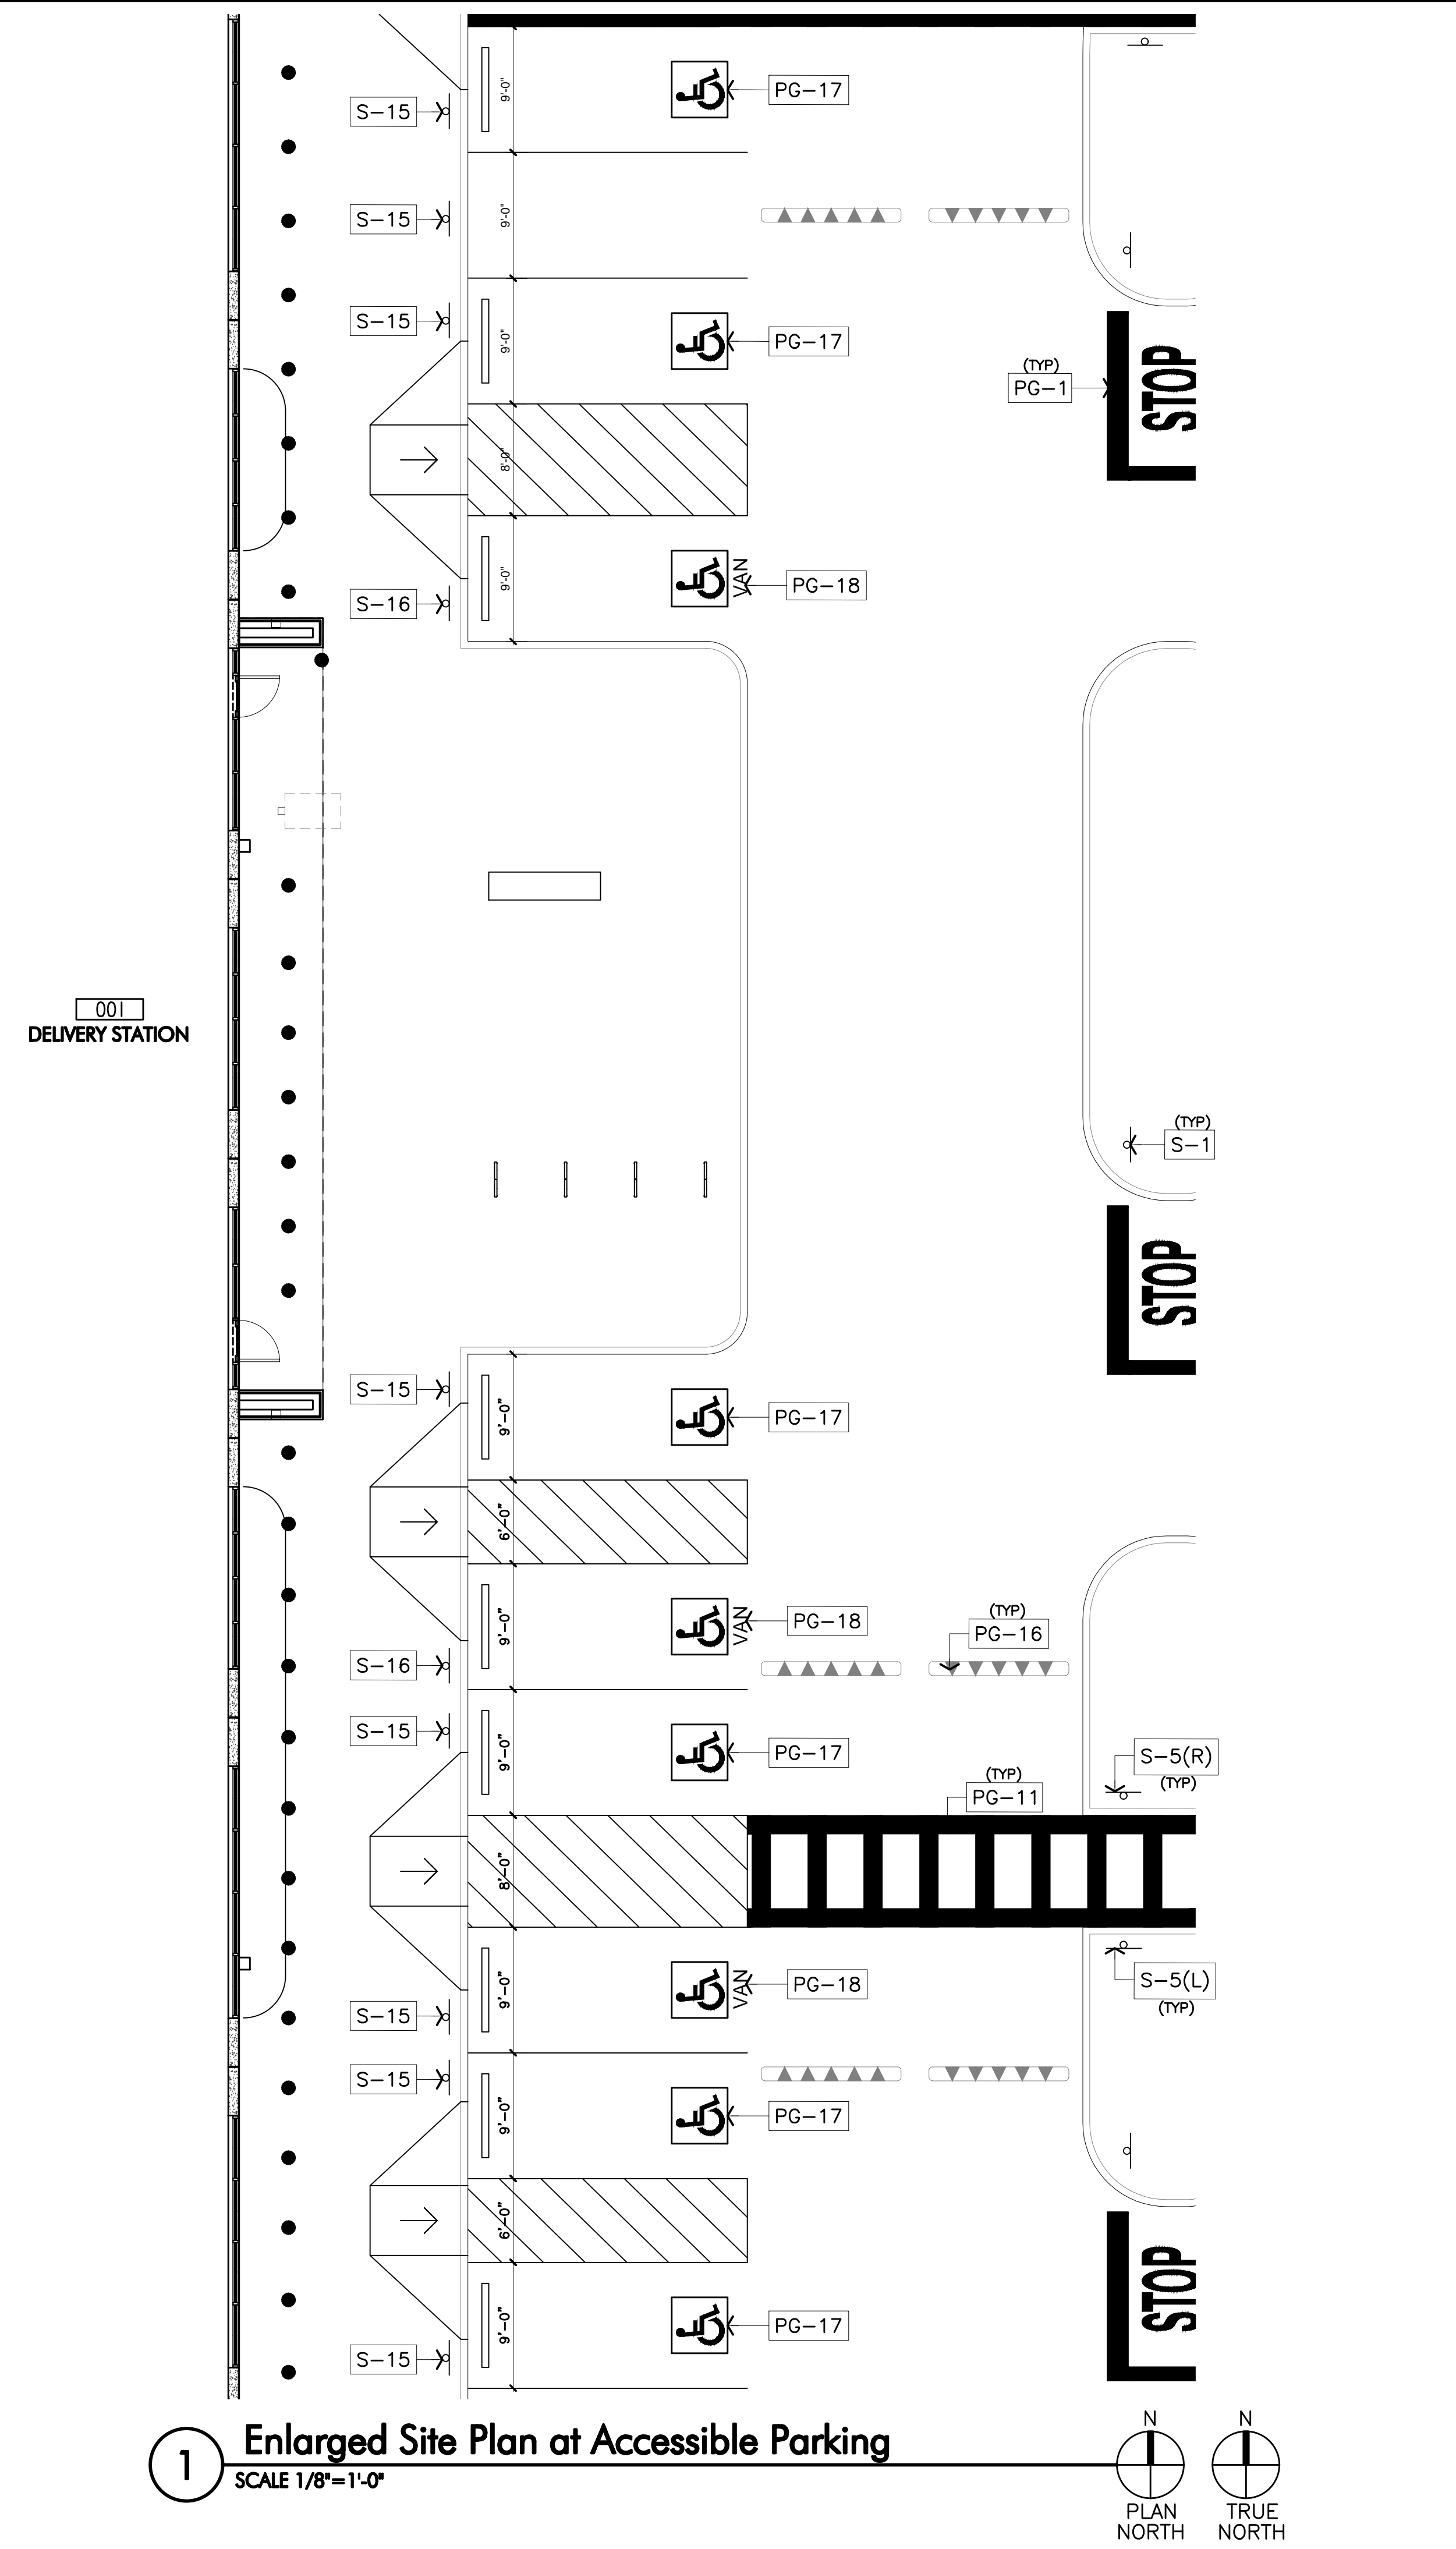 9'-0"
PG-17
S-15
S-15
9'-0"
S-15
9'-0"
PG-17
(TYP)
PG-1
STOP
8'-0"
9'-0"
VAN
PG-18
S-16
001
DELIVERY STATION
(TYP)
S-1
STOP
S-15
9'-0"
PG-17
6'-0"
9'-0"
VAN
PG-18
(TYP)
PG-16
S-16
S-15
9'-0"
PG-17
S-5(R)
(TYP)
(TYP)
PG-11
8'-0"
9'-0"
VAN
PG-18
S-5(L)
(TYP)
S-15
S-15
9'-0"
PG-17
6'-0"
STOP
9'-0"
PG-17
S-15
1
Enlarged Site Plan at Accessible Parking
SCALE 1/8"=1'-0"
N
PLAN
NORTH
N
TRUE
NORTH